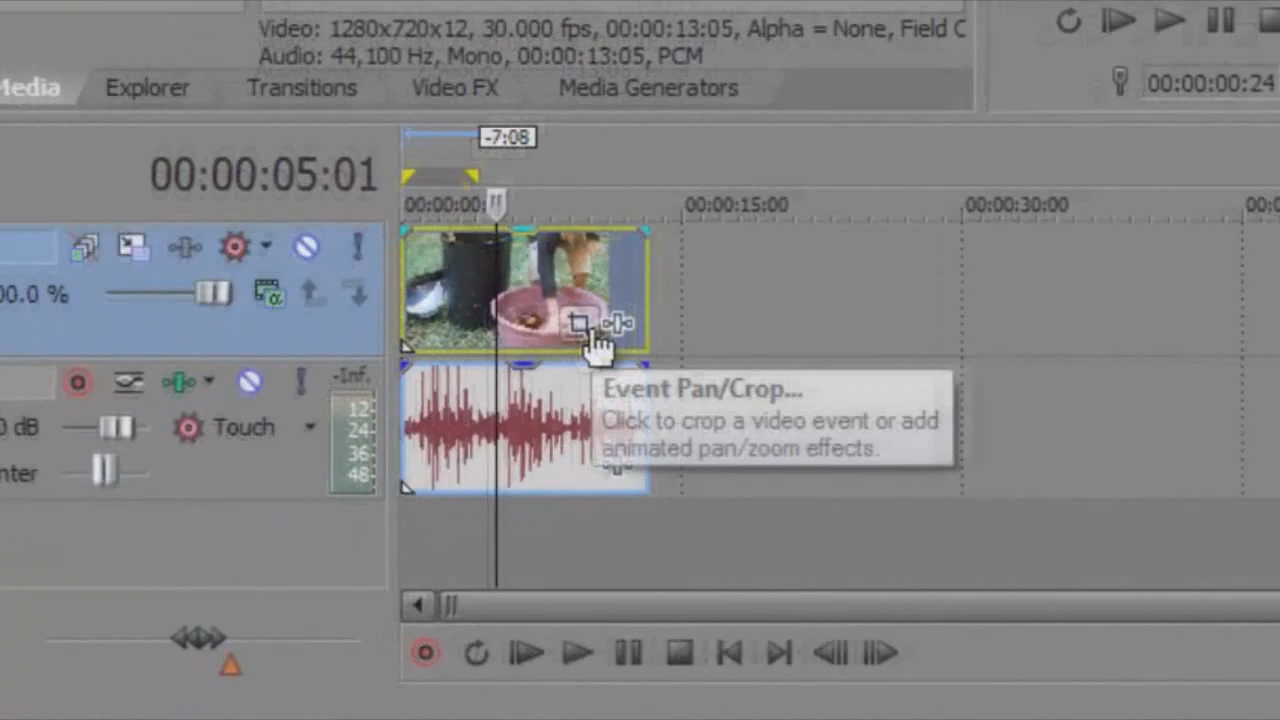 Video: 1280x720x12, 30.000 fps, 00:00:13:05, Alpha = None, Field
Audio: 44,100 Hz, Mono, 00:00:13:05, PCM
Media Explorer Transitions Video FX Media Generators
00:00:00:24
-7:08
00:00:05:01
00:00:00: 00:00:15:00 00:00:30:00 00:0
00.0 %
Event Pan/Crop...
Click to crop a video event or add
animated pan/zoom effects.
-Inf.
12
24
36
48
0 dB Touch
nter